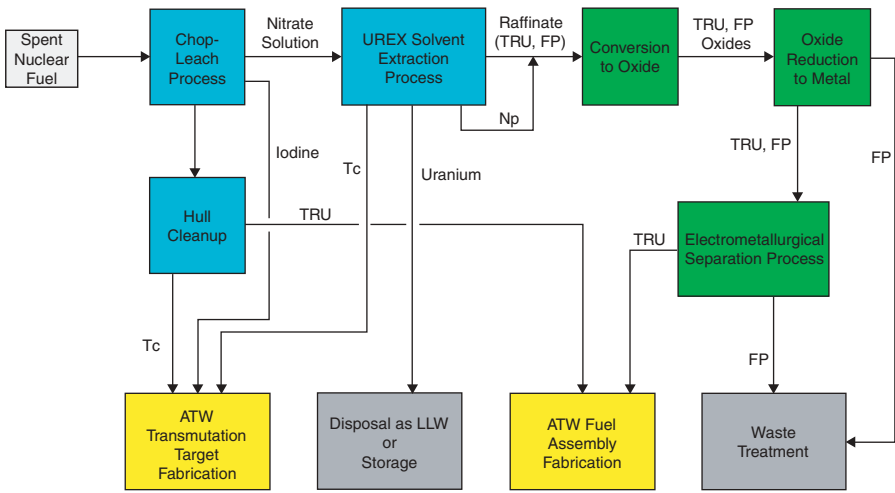 Spent
Nuclear
Fuel
Chop-
Leach
Process
Nitrate
Solution
UREX Solvent
Extraction
Process
Raffinate
(TRU, FP)
Conversion
to Oxide
TRU, FP
Oxides
Oxide
Reduction
to Metal
Np
Iodine
Tc
Uranium
TRU, FP
FP
Hull
Cleanup
TRU
TRU
Electrometallurgical
Separation Process
Tc
FP
ATW
Transmutation
Target
Fabrication
Disposal as LLW
or
Storage
ATW Fuel
Assembly
Fabrication
Waste
Treatment